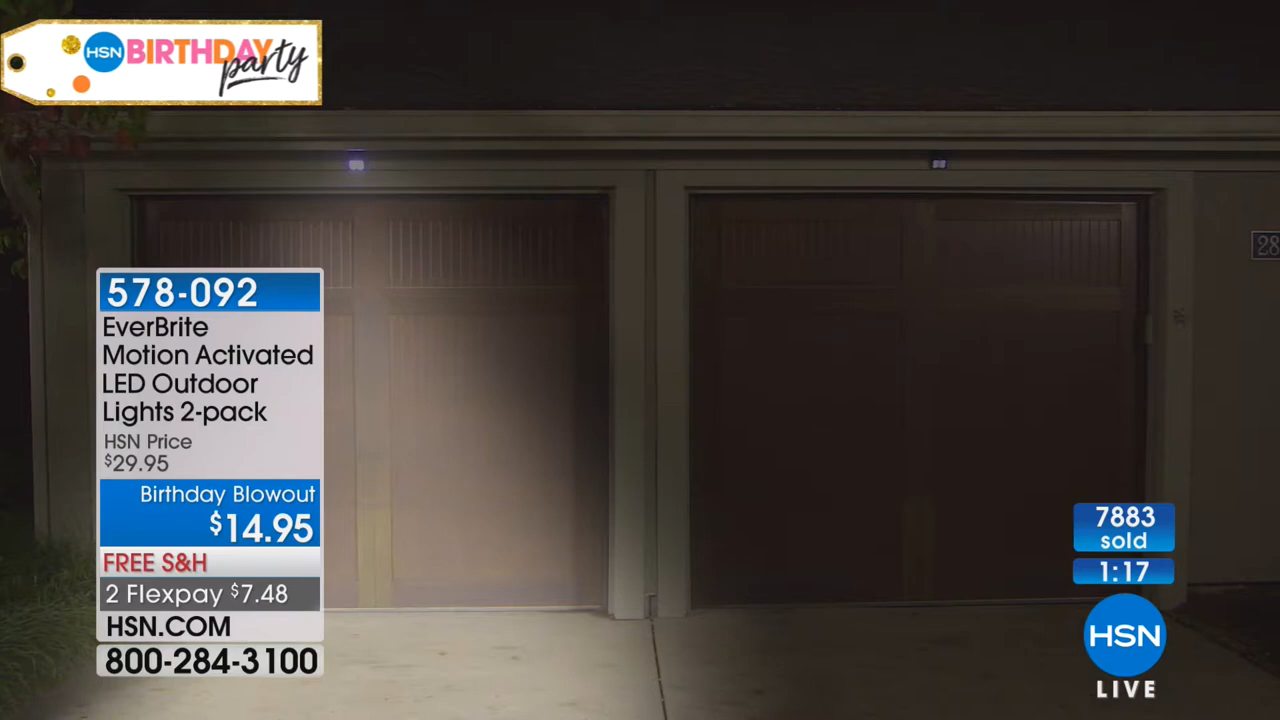 HSN BIRTHDAY
party
578-092
EverBrite
Motion Activated
LED Outdoor
Lights 2-pack
HSN Price
$29.95
Birthday Blowout
$14.95
FREE S&H
2 Flexpay $7.48
HSN.COM
800-284-3100
28
7883
sold
1:17
HSN
LIVE